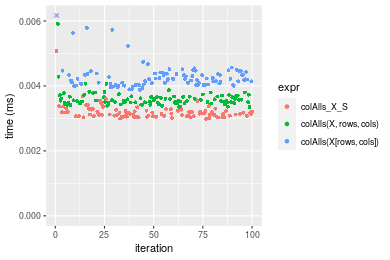 0.006
0.004
0.002
0.000
time (ms)
0
25
50
75
100
iteration
expr
colAlls_X_S
colAlls(X, rows, cols)
colAlls(X[rows, cols])